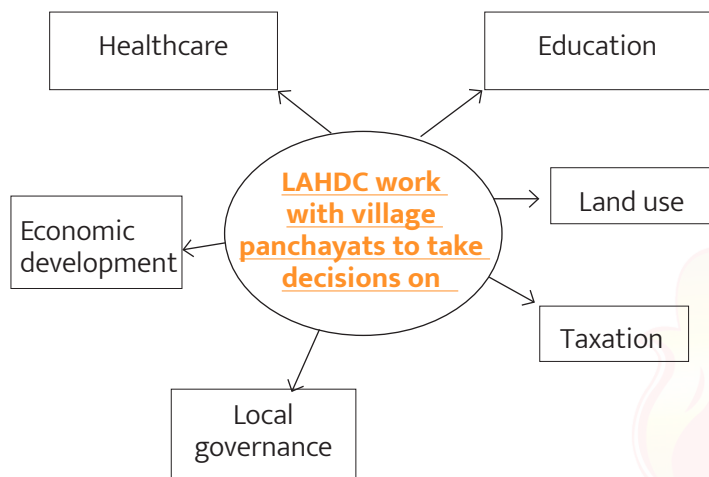 Healthcare
Education
LAHDC work
with village
panchayats to take
decisions on
Land use
Economic
development
Taxation
Local
governance